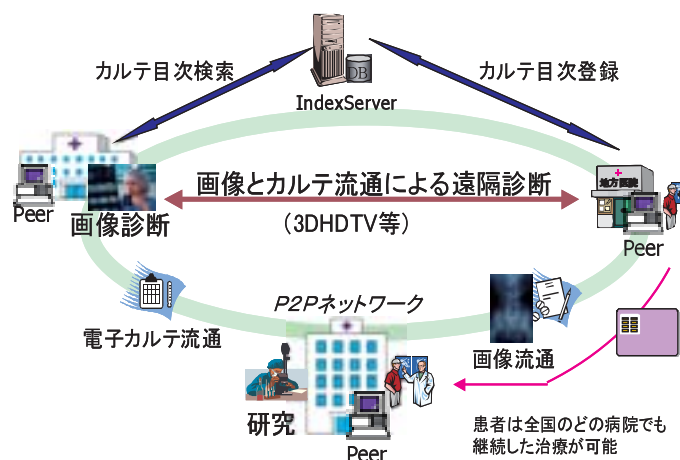 カルテ目次検索
DB
カルテ目次登録
IndexServer
画像とカルテ流通による遠隔診断
(3DHDTV等)
地方医院
Peer
画像診断
Peer
P2Pネットワーク
電子カルテ流通
画像流通
研究
Peer
患者は全国のどの病院でも
継続した治療が可能